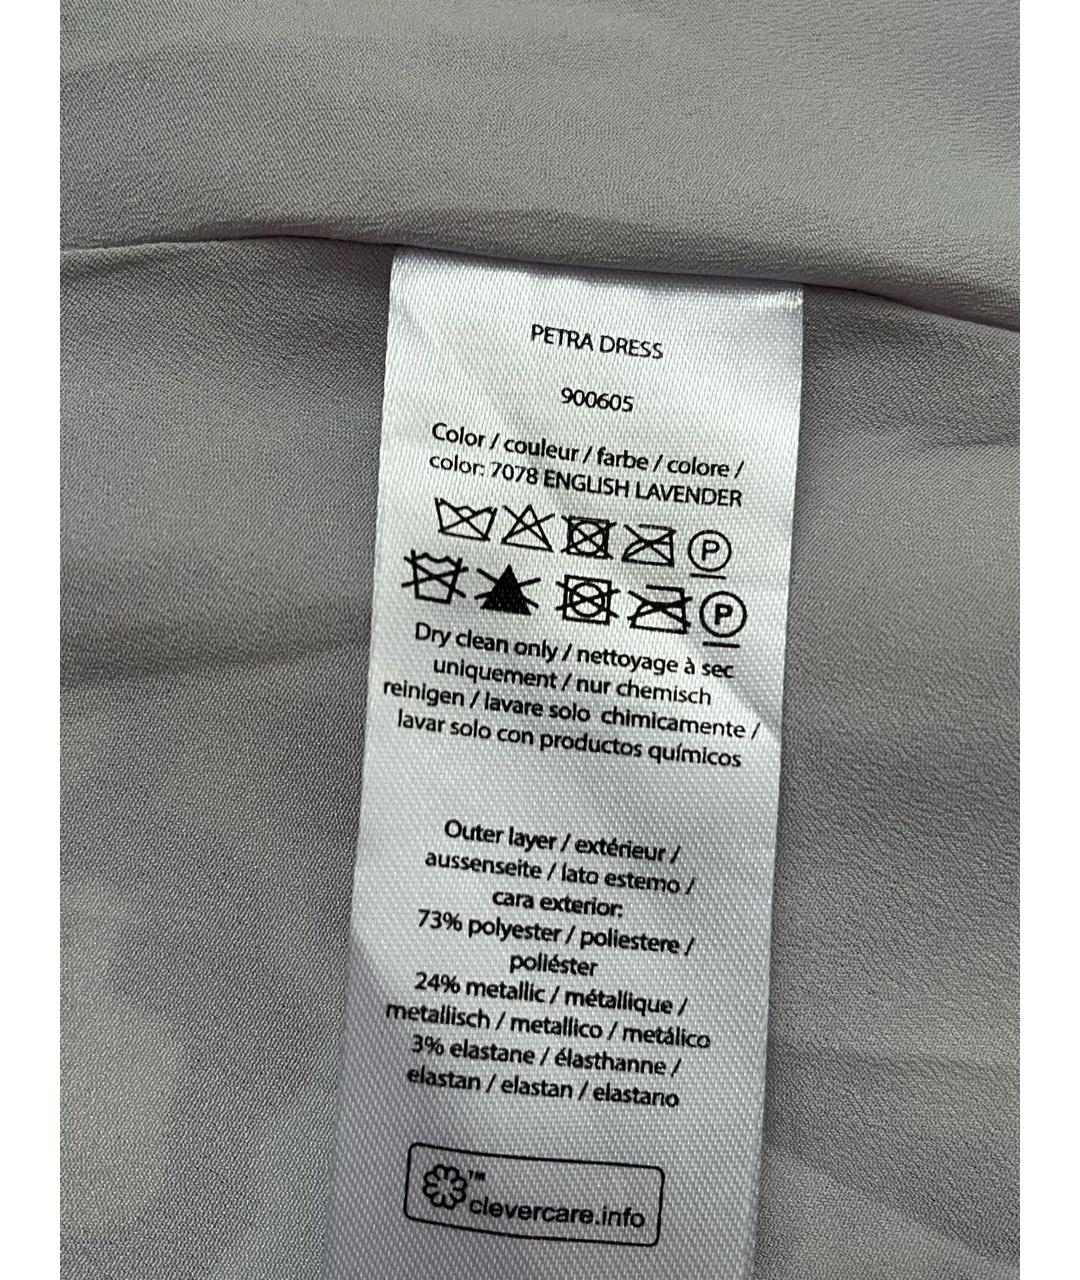 PETRA DRESS
900605
Color / couleur / farbe / colore /
color: 7078 ENGLISH LAVENDER
P
P
Dry clean only / nettoyage à sec
uniquement / nur chemisch
reinigen / lavare solo chimicamente /
lavar solo con productos químicos
Outer layer / extérieur /
aussenseite / lato esterno /
cara exterior:
73% polyester / poliestere /
poliéster
24% metallic / métallique /
metallisch / metallico / metálico
3% elastane / élasthanne /
elastan / elastan / elastano
™
clevercare.info